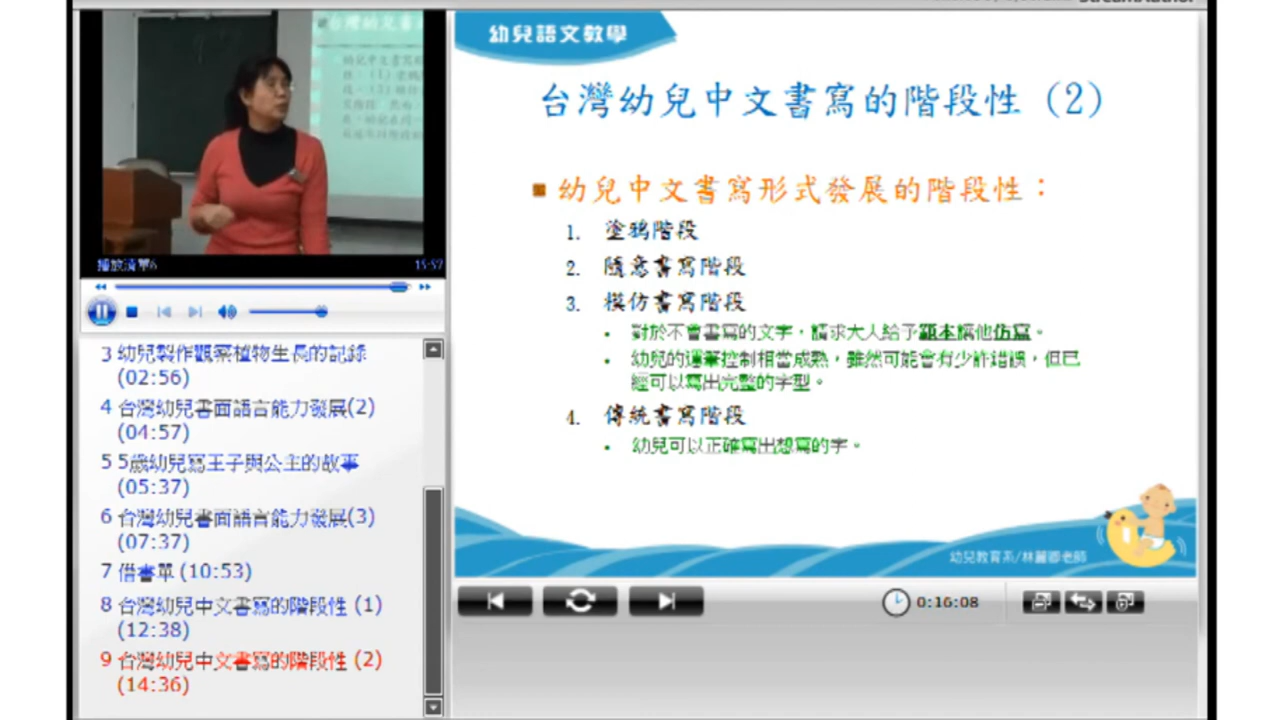 幼兒語文教學
台灣幼兒中文書寫的階段性（2）
幼兒中文書寫形式發展的階段性：
1. 塗鴉階段
2. 隨意書寫階段
3. 模仿書寫階段
• 對於不會書寫的文字，請求大人給予範本讓他仿寫。
• 幼兒的運筆控制相當成熟，雖然可能會有少許錯誤，但已
經可以寫出完整的字型。
4. 傳統書寫階段
• 幼兒可以正確寫出想寫的字。
幼兒教育系/林麗卿老師
0:16:08
播放清單6
15:57
3 幼兒製作觀察植物生長的記錄
(02:56)
4 台灣幼兒書面語言能力發展(2)
(04:57)
5 5歲幼兒寫王子與公主的故事
(05:37)
6 台灣幼兒書面語言能力發展(3)
(07:37)
7 借書單 (10:53)
8 台灣幼兒中文書寫的階段性 (1)
(12:38)
9 台灣幼兒中文書寫的階段性 (2)
(14:36)